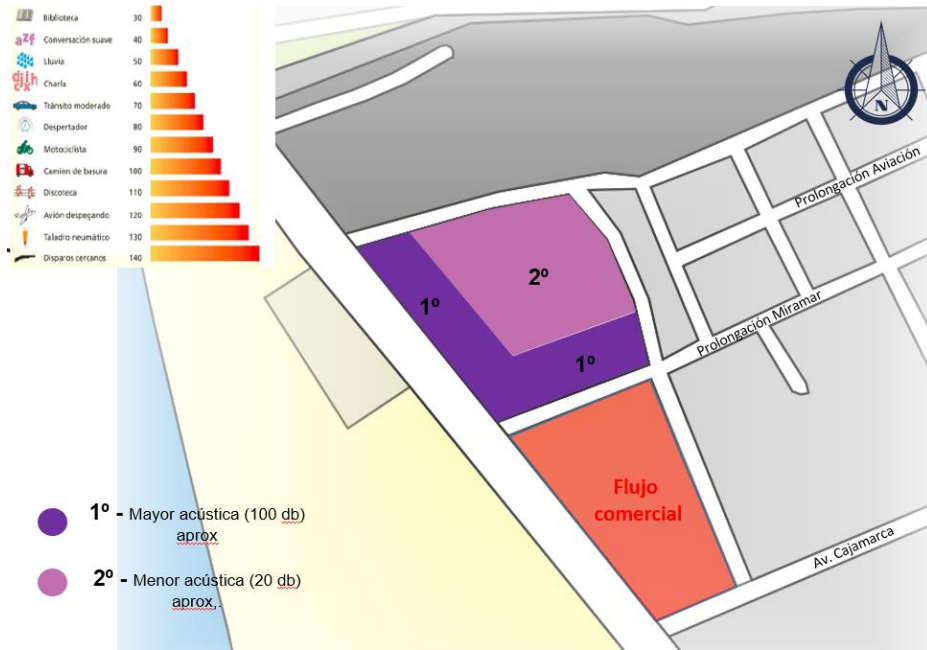 Biblioteca 30
azf Conversación suave 40
Lluvia 50
Charla 60
Tránsito moderado 70
Despertador 80
Motociclista 90
Camion de basura 100
Discoteca 110
Avión despegando 120
Taladro neumático 130
Disparos cercanos 140
N
Prolongación Aviación
2º
1º
Prolongación Miramar
1º
Flujo
comercial
1º - Mayor acústica (100 db)
aprox
Av. Cajamarca
2º - Menor acústica (20 db)
aprox,.